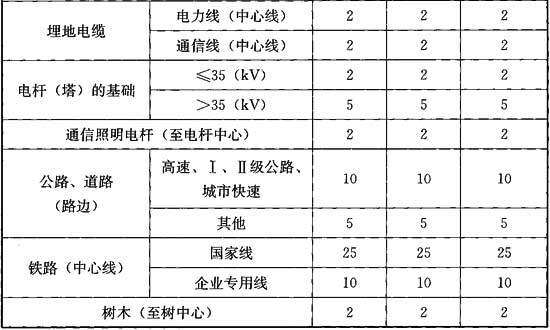 埋地电缆 电力线（中心线） 2 2 2
通信线（中心线） 2 2 2
电杆（塔）的基础 ≤35（kV） 2 2 2
＞35（kV） 5 5 5
通信照明电杆（至电杆中心） 2 2 2
公路、道路
（路边） 高速、Ⅰ、Ⅱ级公路、
城市快速 10 10 10
其他 5 5 5
铁路（中心线） 国家线 25 25 25
企业专用线 10 10 10
树木（至树中心） 2 2 2